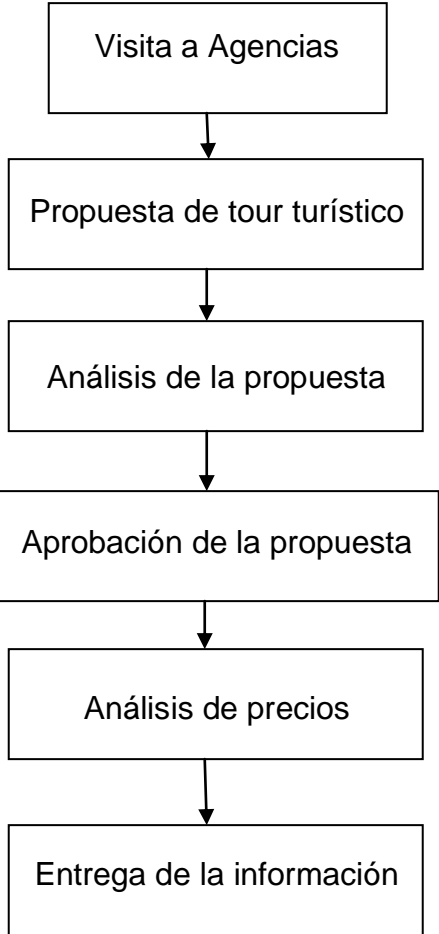 Visita a Agencias
Propuesta de tour turístico
Análisis de la propuesta
Aprobación de la propuesta
Análisis de precios
Entrega de la información